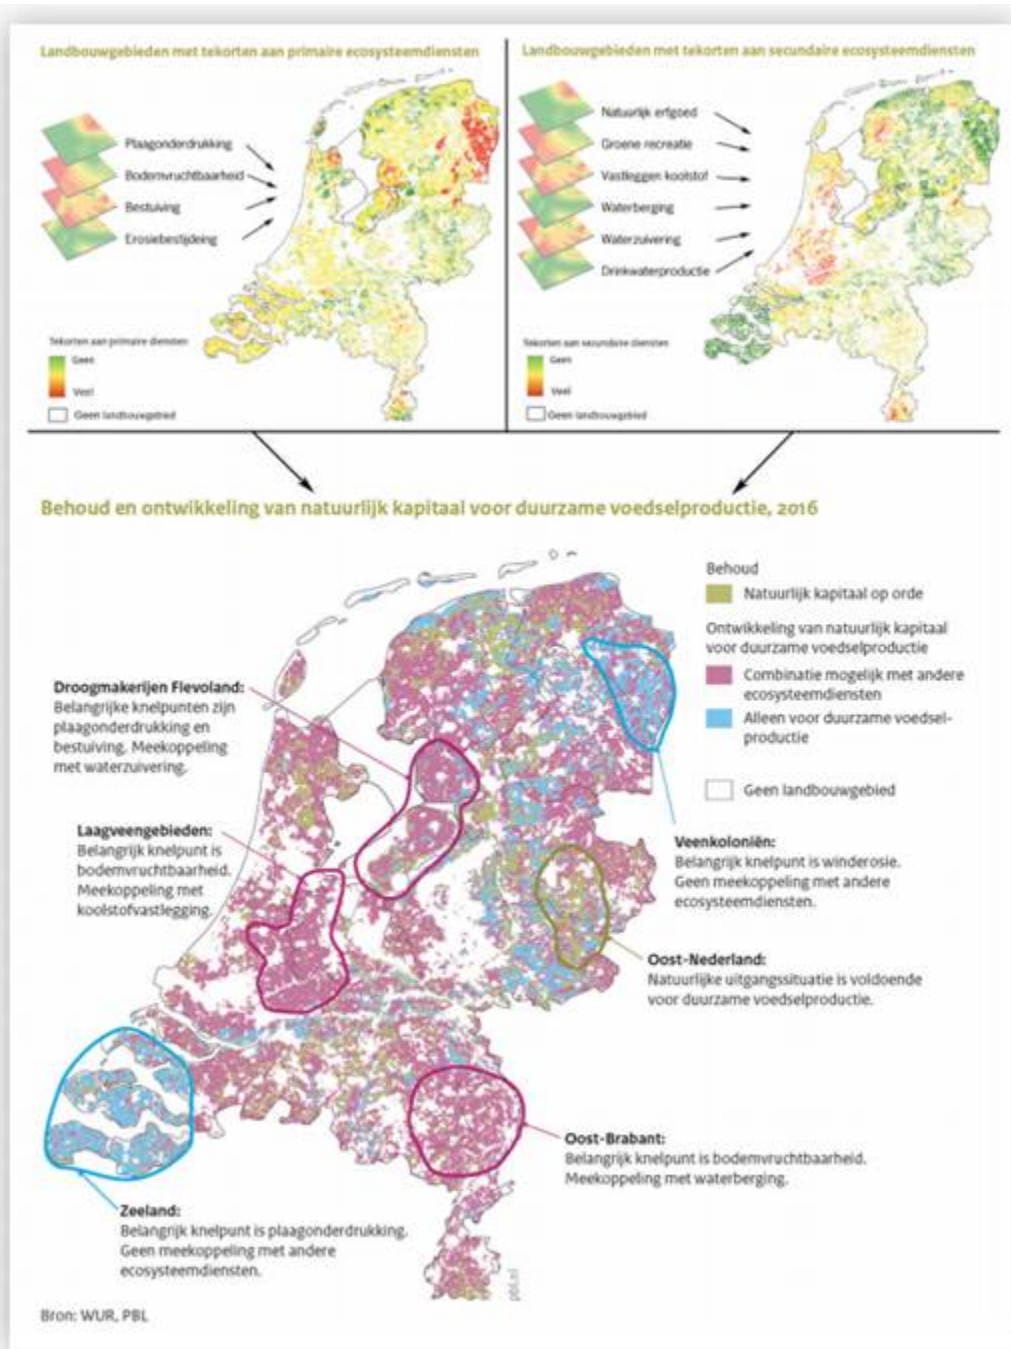 Landbouwgebieden met tekorten aan primaire ecosysteemdiensten
Plaagonderdrukking
Bodemvruchtbaarheid
Bestuiving
Erosiebestijdeing
Tekorten aan primaire diensten
Geen
Veel
Geen landbouwgebied
Landbouwgebieden met tekorten aan secundaire ecosysteemdiensten
Natuurlijk erfgoed
Groene recreatie
Vastleggen koolstof
Waterberging
Waterzuivering
Drinkwaterproductie
Tekorten aan secundaire diensten
Geen
Veel
Geen landbouwgebied
Behoud en ontwikkeling van natuurlijk kapitaal voor duurzame voedselproductie, 2016
Behoud
Natuurlijk kapitaal op orde
Ontwikkeling van natuurlijk kapitaal
voor duurzame voedselproductie
Combinatie mogelijk met andere
ecosysteemdiensten
Alleen voor duurzame voedsel-
productie
Geen landbouwgebied
Droogmakerijen Flevoland:
Belangrijke knelpunten zijn
plaagonderdrukking en
bestuiving. Meekoppeling
met waterzuivering.
Laagveengebieden:
Belangrijk knelpunt is
bodemvruchtbaarheid.
Meekoppeling met
koolstofvastlegging.
Veenkoloniën:
Belangrijk knelpunt is winderosie.
Geen meekoppeling met andere
ecosysteemdiensten.
Oost-Nederland:
Natuurlijke uitgangssituatie is voldoende
voor duurzame voedselproductie.
Oost-Brabant:
Belangrijk knelpunt is bodemvruchtbaarheid.
Meekoppeling met waterberging.
Zeeland:
Belangrijk knelpunt is plaagonderdrukking.
Geen meekoppeling met andere
ecosysteemdiensten.
pbl.nl
Bron: WUR, PBL